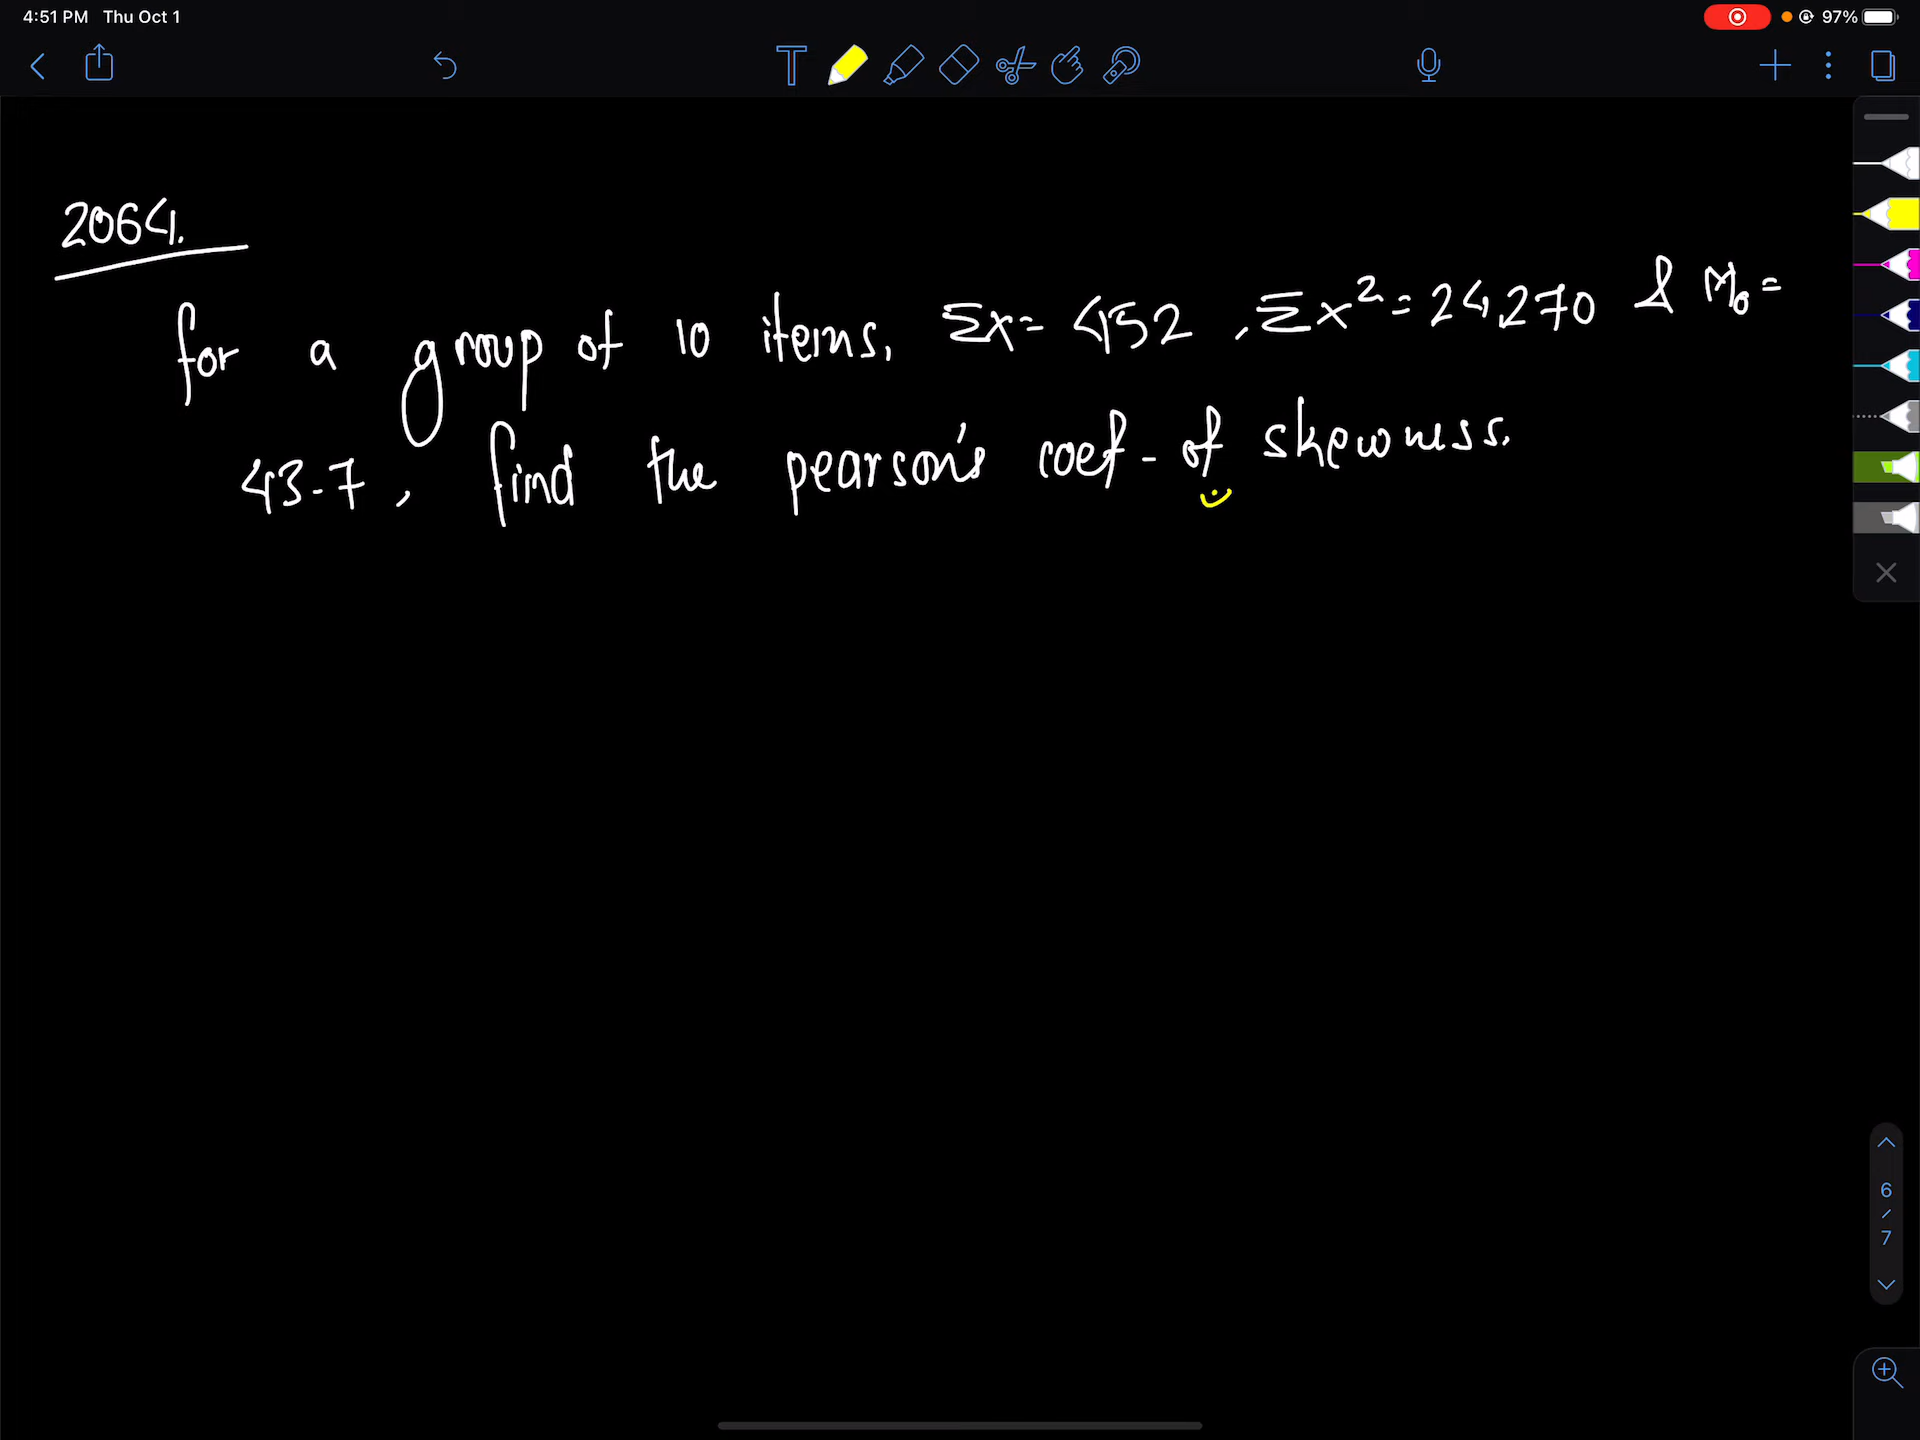 4:51 PM Thu Oct 1
97%
2064.
for a group of 10 items, Σx = 452, Σx² = 24,270 & M₀ =
43.7, find the pearson's coef- of skewness.
6
/
7